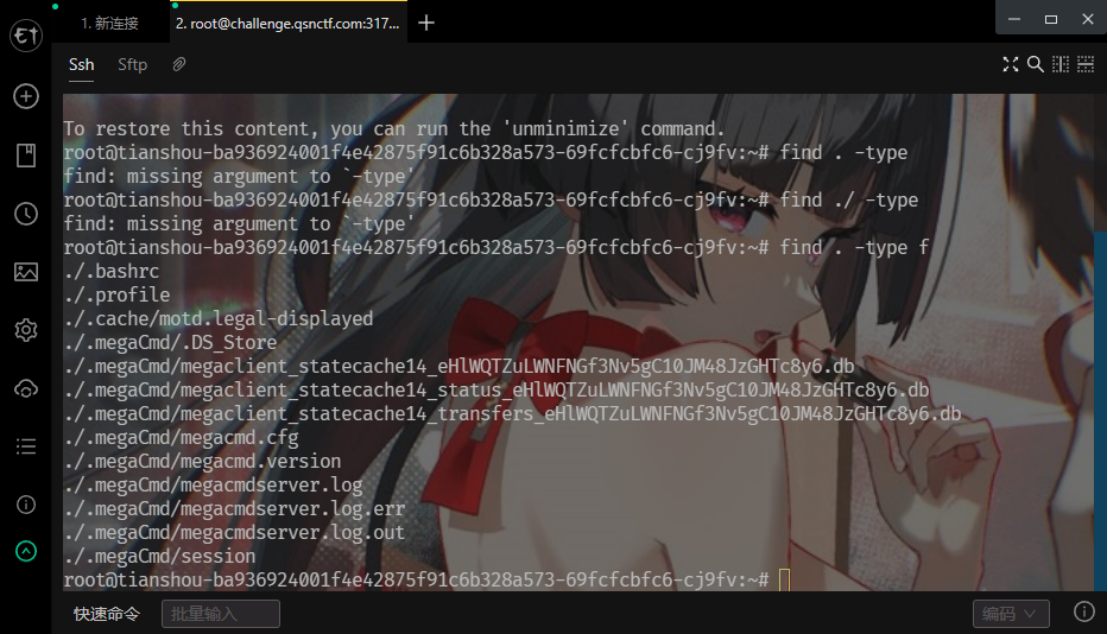 1. 新连接
2. root@challenge.qsnctf.com:317...
Ssh
Sftp
To restore this content, you can run the 'unminimize' command.
root@tianshou-ba936924001f4e42875f91c6b328a573-69fcfcbfc6-cj9fv:~# find . -type
find: missing argument to `-type'
root@tianshou-ba936924001f4e42875f91c6b328a573-69fcfcbfc6-cj9fv:~# find ./ -type
find: missing argument to `-type'
root@tianshou-ba936924001f4e42875f91c6b328a573-69fcfcbfc6-cj9fv:~# find . -type f
./.bashrc
./.profile
./.cache/motd.legal-displayed
./.megaCmd/.DS_Store
./.megaCmd/megaclient_statecache14_eHlWQTZuLWNFNGf3Nv5gC10JM48JzGHTc8y6.db
./.megaCmd/megaclient_statecache14_status_eHlWQTZuLWNFNGf3Nv5gC10JM48JzGHTc8y6.db
./.megaCmd/megaclient_statecache14_transfers_eHlWQTZuLWNFNGf3Nv5gC10JM48JzGHTc8y6.db
./.megaCmd/megacmd.cfg
./.megaCmd/megacmd.version
./.megaCmd/megacmdserver.log
./.megaCmd/megacmdserver.log.err
./.megaCmd/megacmdserver.log.out
./.megaCmd/session
root@tianshou-ba936924001f4e42875f91c6b328a573-69fcfcbfc6-cj9fv:~#
快速命令
批量输入
编码